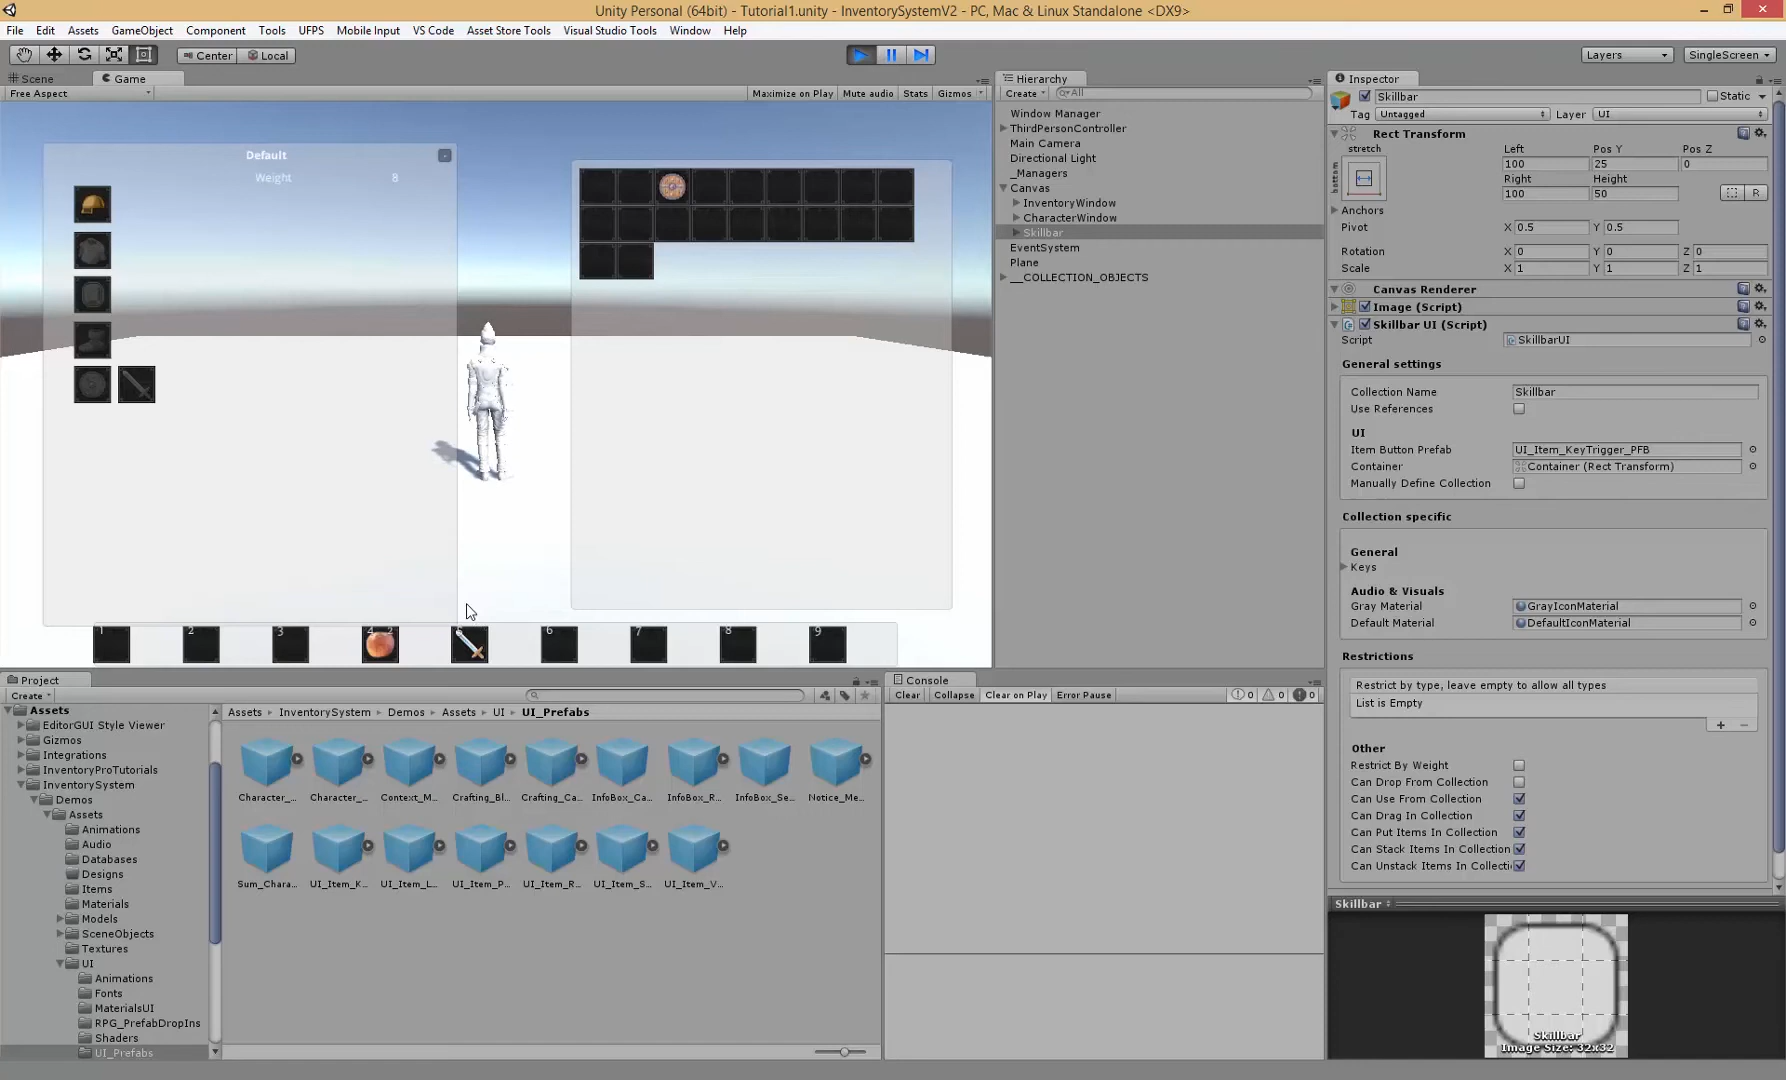 Unity Personal (64bit) - Tutorial1.unity - InventorySystemV2 - PC, Mac & Linux Standalone <DX9>
File Edit Assets GameObject Component Tools UFPS Mobile Input VS Code Asset Store Tools Visual Studio Tools Window Help
Center Local Layers SingleScreen
Scene Game
Free Aspect Maximize on Play Mute audio Stats Gizmos
Default
Weight 8
1 2 3 4 2 6 7 8 9
Hierarchy
Create All
Window Manager
ThirdPersonController
Main Camera
Directional Light
_Managers
Canvas
InventoryWindow
CharacterWindow
Skillbar
EventSystem
Plane
__COLLECTION_OBJECTS
Inspector
Skillbar Static
Tag Untagged Layer UI
Rect Transform
stretch
bottom
Left Pos Y Pos Z
100 25 0
Right Height
100 50 R
Anchors
Pivot X 0.5 Y 0.5
Rotation X 0 Y 0 Z 0
Scale X 1 Y 1 Z 1
Canvas Renderer
Image (Script)
Skillbar UI (Script)
Script SkillbarUI
General settings
Collection Name Skillbar
Use References
UI
Item Button Prefab UI_Item_KeyTrigger_PFB
Container Container (Rect Transform)
Manually Define Collection
Collection specific
General
Keys
Audio & Visuals
Gray Material GrayIconMaterial
Default Material DefaultIconMaterial
Restrictions
Restrict by type, leave empty to allow all types
List is Empty
+ -
Other
Restrict By Weight
Can Drop From Collection
Can Use From Collection
Can Drag In Collection
Can Put Items In Collection
Can Stack Items In Collection
Can Unstack Items In Collecti
Skillbar
Skillbar
Image Size: 32x32
Project
Create
Assets
EditorGUI Style Viewer
Gizmos
Integrations
InventoryProTutorials
InventorySystem
Demos
Assets
Animations
Audio
Databases
Designs
Items
Materials
Models
SceneObjects
Textures
UI
Animations
Fonts
MaterialsUI
RPG_PrefabDropIns
Shaders
UI_Prefabs
Assets InventorySystem Demos Assets UI UI_Prefabs
Character_... Character_... Context_M... Crafting_Bl... Crafting_Ca... InfoBox_Ca... InfoBox_R... InfoBox_Se... Notice_Me...
Sum_Chara... UI_Item_K... UI_Item_L... UI_Item_P... UI_Item_R... UI_Item_S... UI_Item_V...
Console
Clear Collapse Clear on Play Error Pause 0 0 0